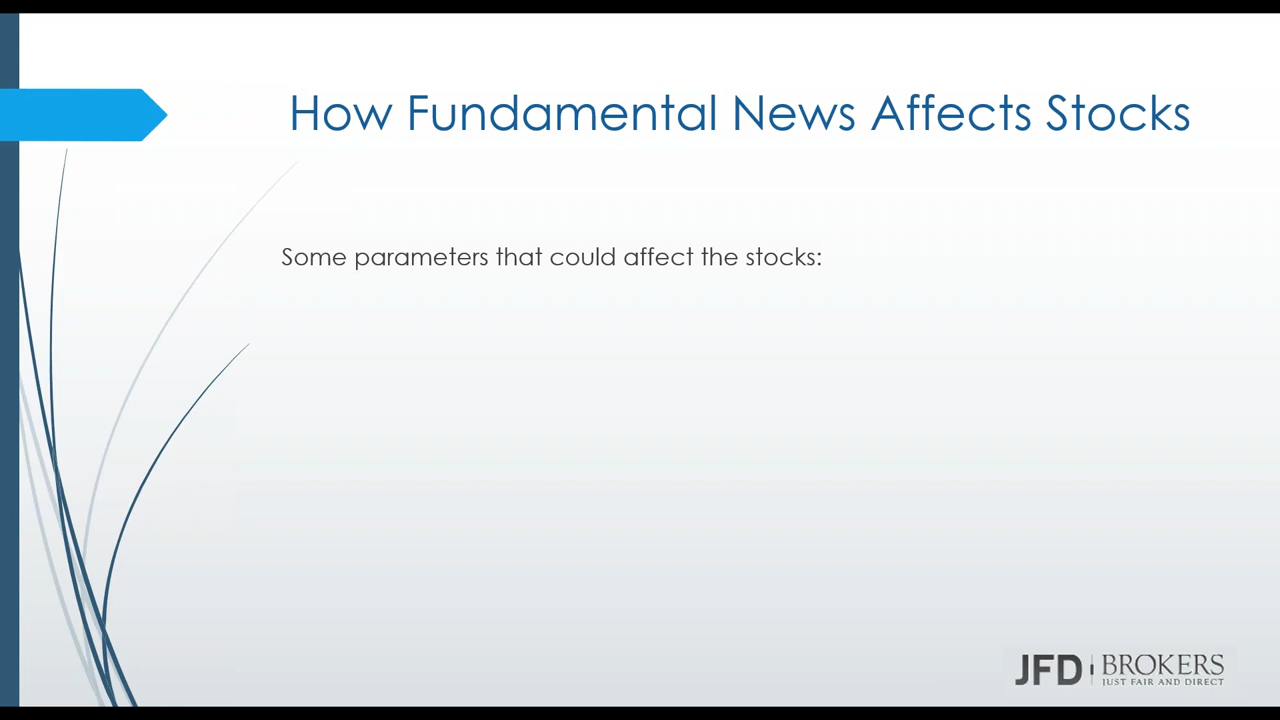 How Fundamental News Affects Stocks
Some parameters that could affect the stocks:
JFD BROKERS
JUST FAIR AND DIRECT